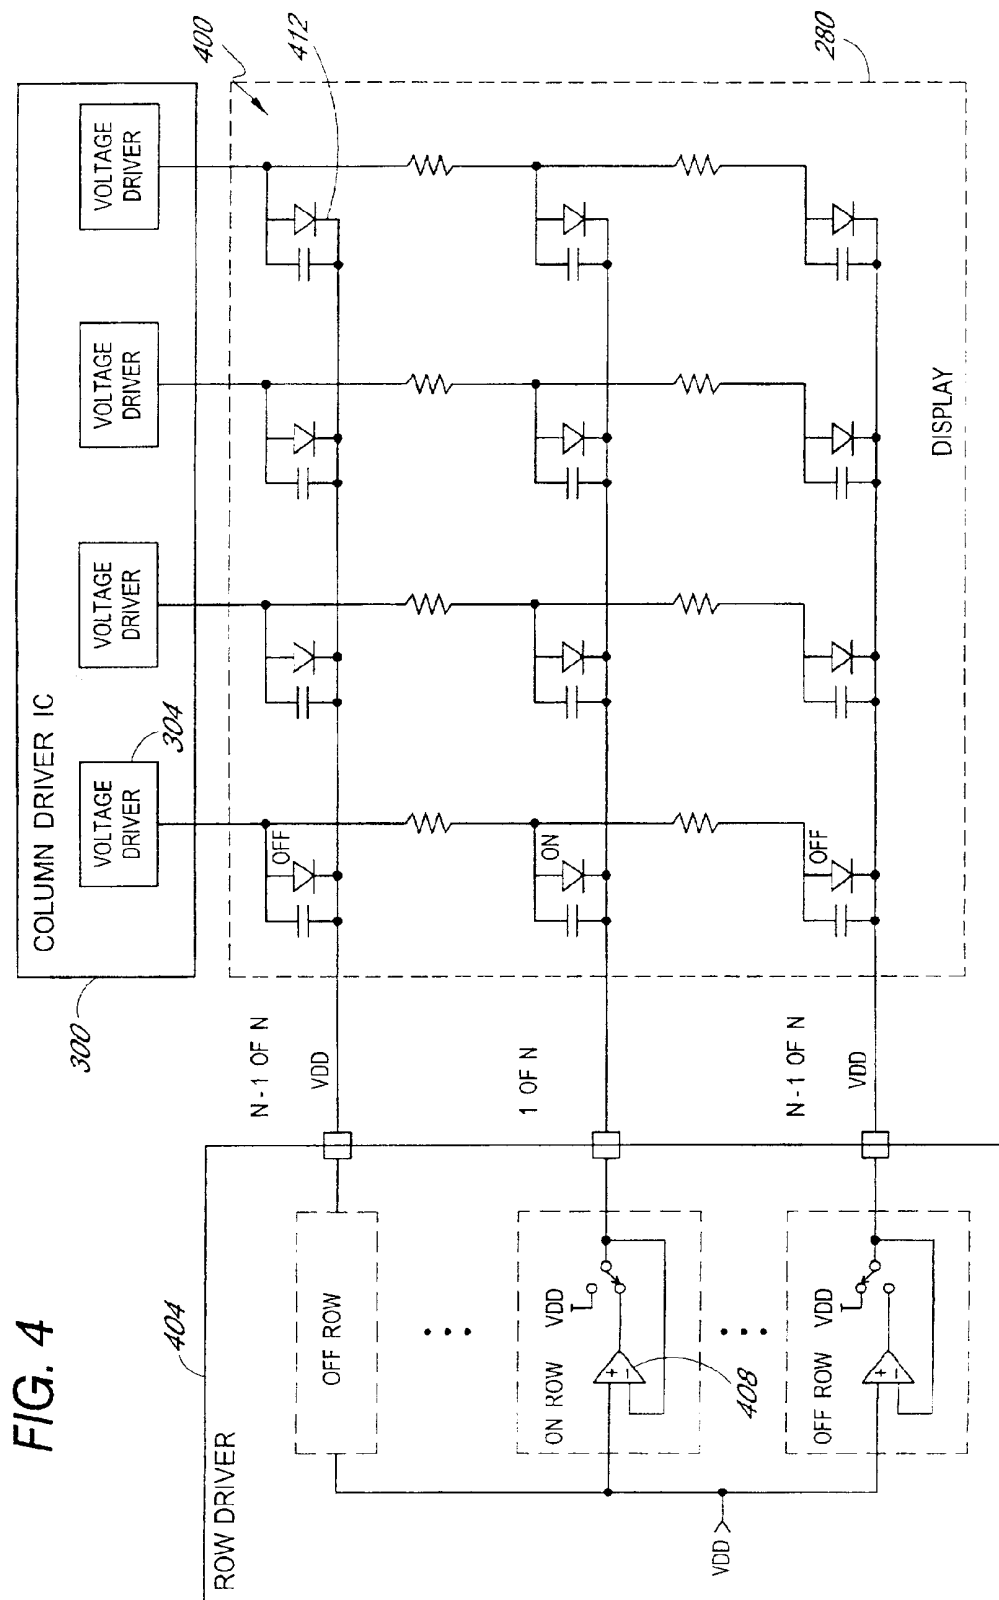 FIG. 4
COLUMN DRIVER IC
300
VOLTAGE
DRIVER
304
VOLTAGE
DRIVER
VOLTAGE
DRIVER
VOLTAGE
DRIVER
400
412
280
ROW DRIVER
404
OFF ROW
N-1 OF N
VDD
OFF
ON ROW
VDD
+
-
408
1 OF N
ON
OFF ROW
VDD
+
-
N-1 OF N
VDD
OFF
VDD
DISPLAY